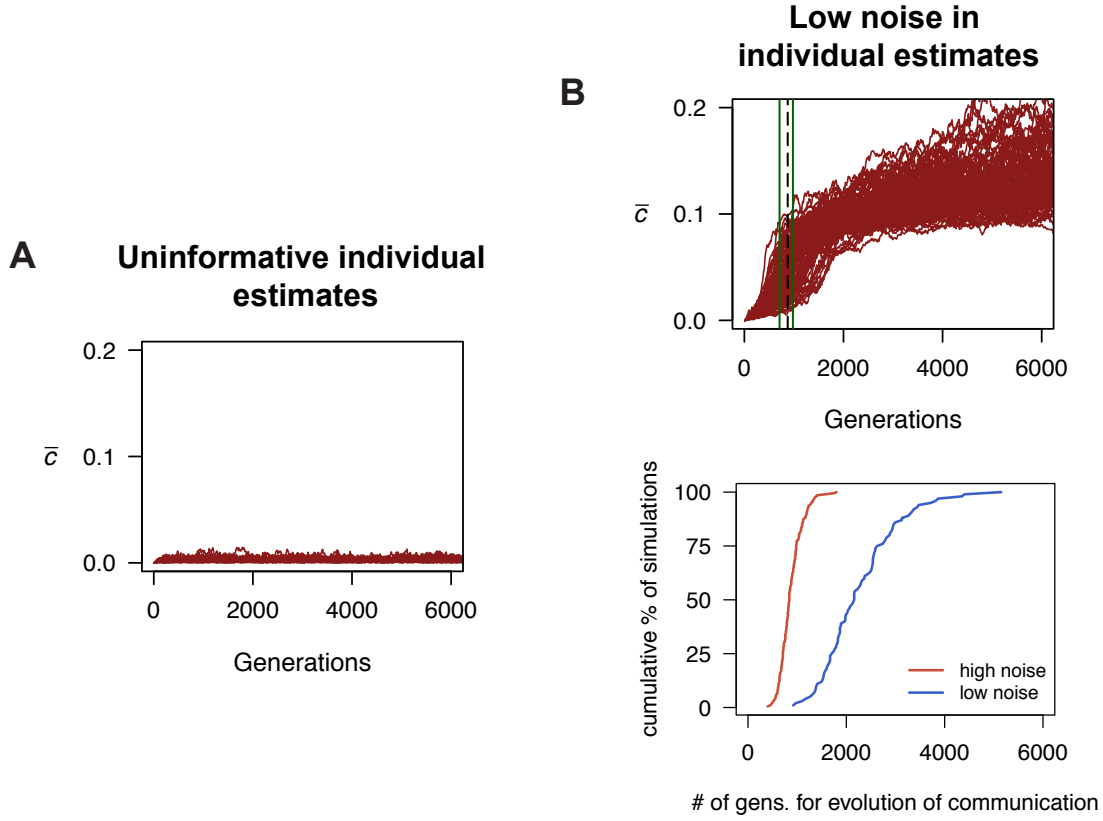 A
Uninformative individual
estimates
0.2
0.1
0.0
c̅
0
2000
4000
6000
Generations
B
Low noise in
individual estimates
0.2
0.1
0.0
c̅
0
2000
4000
6000
Generations
cumulative % of simulations
100
75
50
25
0
high noise
low noise
0
2000
4000
6000
# of gens. for evolution of communication